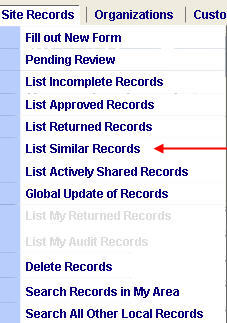 Site Records Organizations Custo
Fill out New Form
Pending Review
List Incomplete Records
List Approved Records
List Returned Records
List Similar Records
List Actively Shared Records
Global Update of Records
List My Returned Records
List My Audit Records
Delete Records
Search Records in My Area
Search All Other Local Records